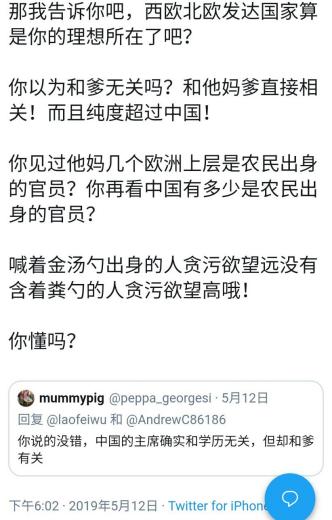 那我告诉你吧，西欧北欧发达国家算
是你的理想所在了吧？
你以为和爹无关吗？和他妈爹直接相
关！而且纯度超过中国！
你见过他妈几个欧洲上层是农民出身
的官员？你再看中国有多少是农民出
身的官员？
喊着金汤勺出身的人贪污欲望远没有
含着粪勺的人贪污欲望高哦！
你懂吗？
mummypig @peppa_georgesi · 5月12日
回复 @laofeiwu 和 @AndrewC86186
你说的没错，中国的主席确实和学历无关，但却和爹
有关
下午6:02 · 2019年5月12日 · Twitter for iPhone